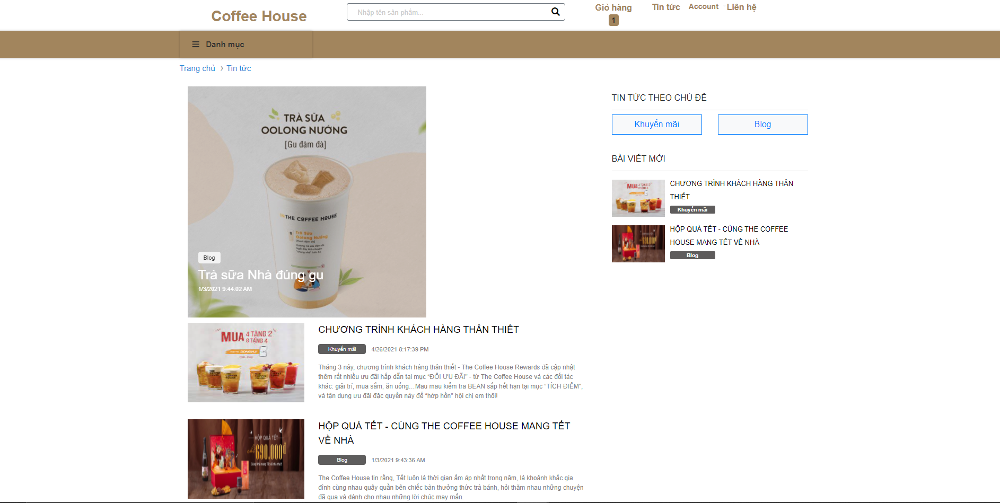 Coffee House
Nhập tên sản phẩm...
Giỏ hàng
1
Tin tức
Account
Liên hệ
Danh mục
Trang chủ › Tin tức
TRÀ SỮA
OOLONG NƯỚNG
[Gu đậm đà]
THE COFFEE HOUSE
Trà Sữa
Oolong Nướng
Blog
Trà sữa Nhà đúng gu
1/3/2021 9:44:02 AM
MUA 4 TẶNG 2
6 TẶNG 4
CHƯƠNG TRÌNH KHÁCH HÀNG THÂN THIẾT
Khuyến mãi 4/26/2021 8:17:39 PM
Tháng 3 này, chương trình khách hàng thân thiết - The Coffee House Rewards đã cập nhật
thêm rất nhiều ưu đãi hấp dẫn tại mục “ĐỔI ƯU ĐÃI” - từ The Coffee House và các đối tác
khác: giải trí, mua sắm, ăn uống…Mau mau kiểm tra BEAN sắp hết hạn tại mục “TÍCH ĐIỂM”,
và tận dụng ưu đãi đặc quyền này để “hớp hồn” hội chị em thôi!
HỘP QUÀ TẾT
chỉ 690.000đ
HỘP QUÀ TẾT - CÙNG THE COFFEE HOUSE MANG TẾT
VỀ NHÀ
Blog 1/3/2021 9:43:36 AM
The Coffee House tin rằng, Tết luôn là thời gian ấm áp nhất trong năm, là khoảnh khắc gia
đình cùng nhau quây quần bên chiếc bàn thưởng thức trà bánh, hỏi thăm nhau những chuyện
đã qua và dành cho nhau những lời chúc may mắn.
TIN TỨC THEO CHỦ ĐỀ
Khuyến mãi
Blog
BÀI VIẾT MỚI
MUA 4 TẶNG 2
CHƯƠNG TRÌNH KHÁCH HÀNG THÂN
THIẾT
Khuyến mãi
690.000đ
HỘP QUÀ TẾT - CÙNG THE COFFEE
HOUSE MANG TẾT VỀ NHÀ
Blog